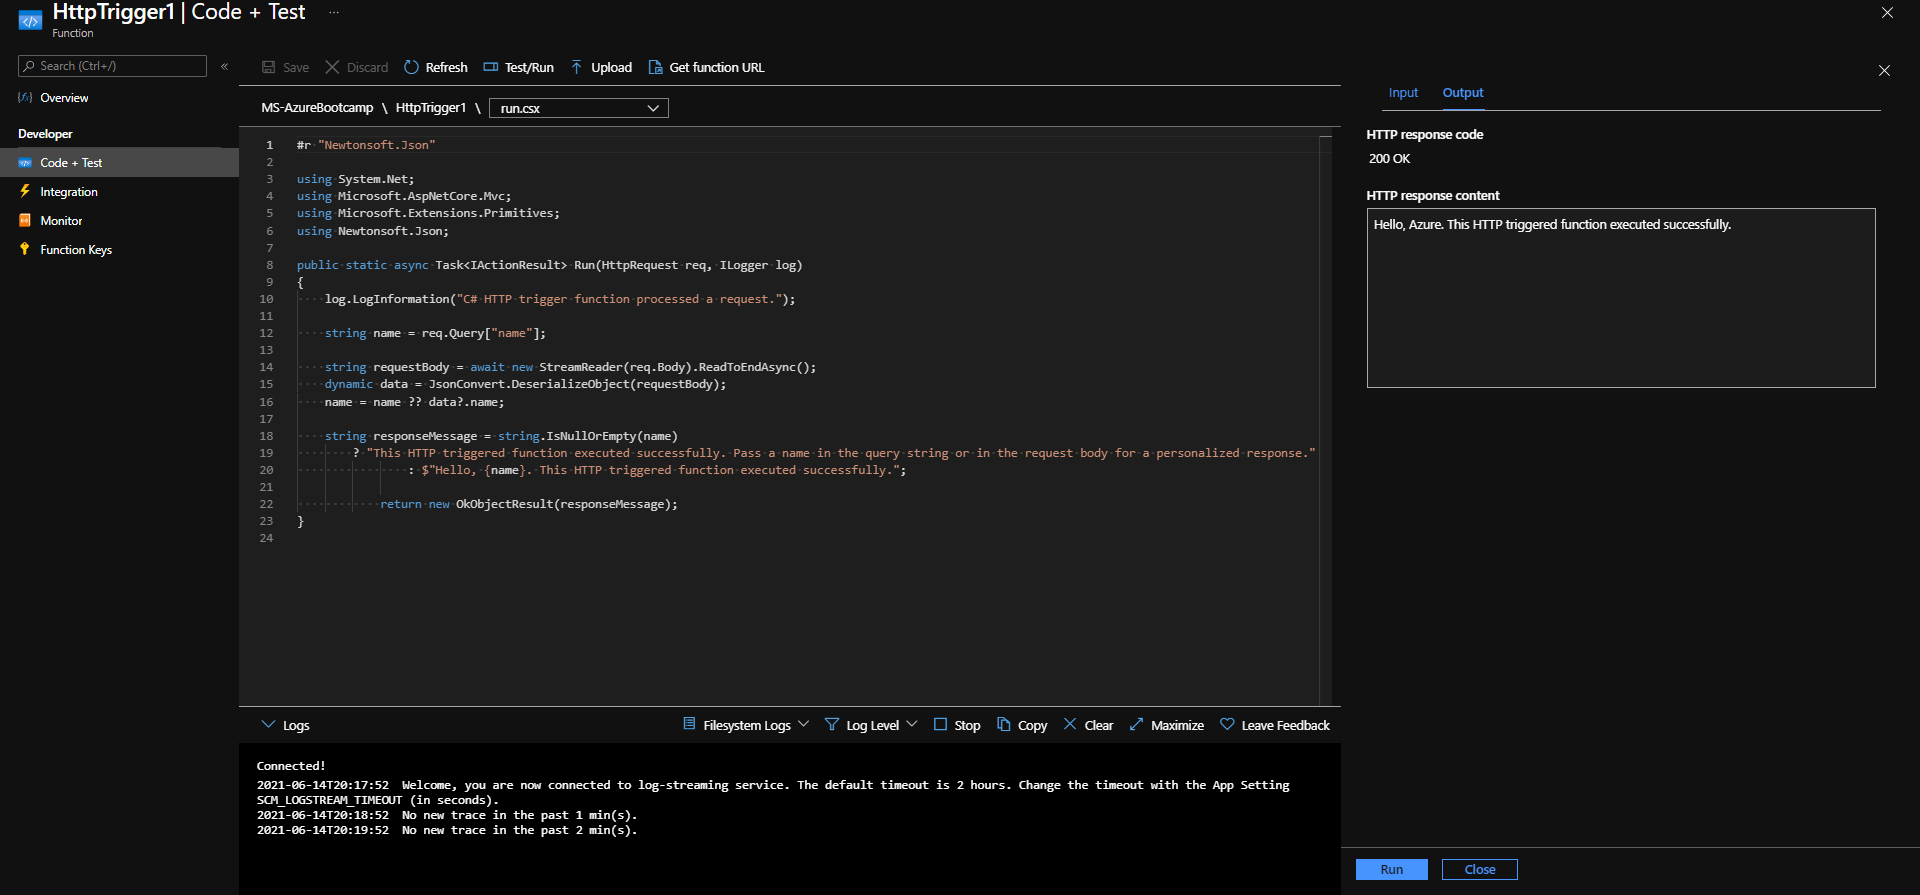 HttpTrigger1 | Code + Test ...
Function
Search (Ctrl+/)
«
Overview
Developer
Code + Test
Integration
Monitor
Function Keys
Save Discard Refresh Test/Run Upload Get function URL
MS-AzureBootcamp \ HttpTrigger1 \ run.csx
1 #r "Newtonsoft.Json"
2
3 using System.Net;
4 using Microsoft.AspNetCore.Mvc;
5 using Microsoft.Extensions.Primitives;
6 using Newtonsoft.Json;
7
8 public static async Task<IActionResult> Run(HttpRequest req, ILogger log)
9 {
10     log.LogInformation("C# HTTP trigger function processed a request.");
11
12     string name = req.Query["name"];
13
14     string requestBody = await new StreamReader(req.Body).ReadToEndAsync();
15     dynamic data = JsonConvert.DeserializeObject(requestBody);
16     name = name ?? data?.name;
17
18     string responseMessage = string.IsNullOrEmpty(name)
19         ? "This HTTP triggered function executed successfully. Pass a name in the query string or in the request body for a personalized response."
20                 : $"Hello, {name}. This HTTP triggered function executed successfully.";
21
22             return new OkObjectResult(responseMessage);
23 }
24
Logs Filesystem Logs Log Level Stop Copy Clear Maximize Leave Feedback
Connected!
2021-06-14T20:17:52  Welcome, you are now connected to log-streaming service. The default timeout is 2 hours. Change the timeout with the App Setting
SCM_LOGSTREAM_TIMEOUT (in seconds).
2021-06-14T20:18:52  No new trace in the past 1 min(s).
2021-06-14T20:19:52  No new trace in the past 2 min(s).
Input Output
HTTP response code
200 OK
HTTP response content
Hello, Azure. This HTTP triggered function executed successfully.
Run Close